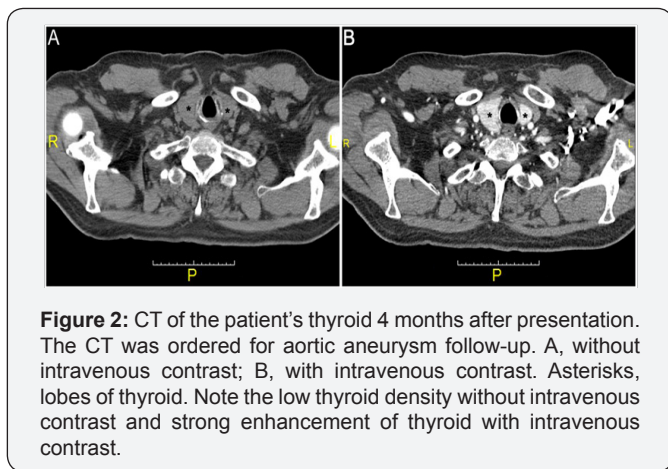 A
B
R
L
R
L
P
P
Figure 2: CT of the patient's thyroid 4 months after presentation.
The CT was ordered for aortic aneurysm follow-up. A, without
intravenous contrast; B, with intravenous contrast. Asterisks,
lobes of thyroid. Note the low thyroid density without intravenous
contrast and strong enhancement of thyroid with intravenous
contrast.